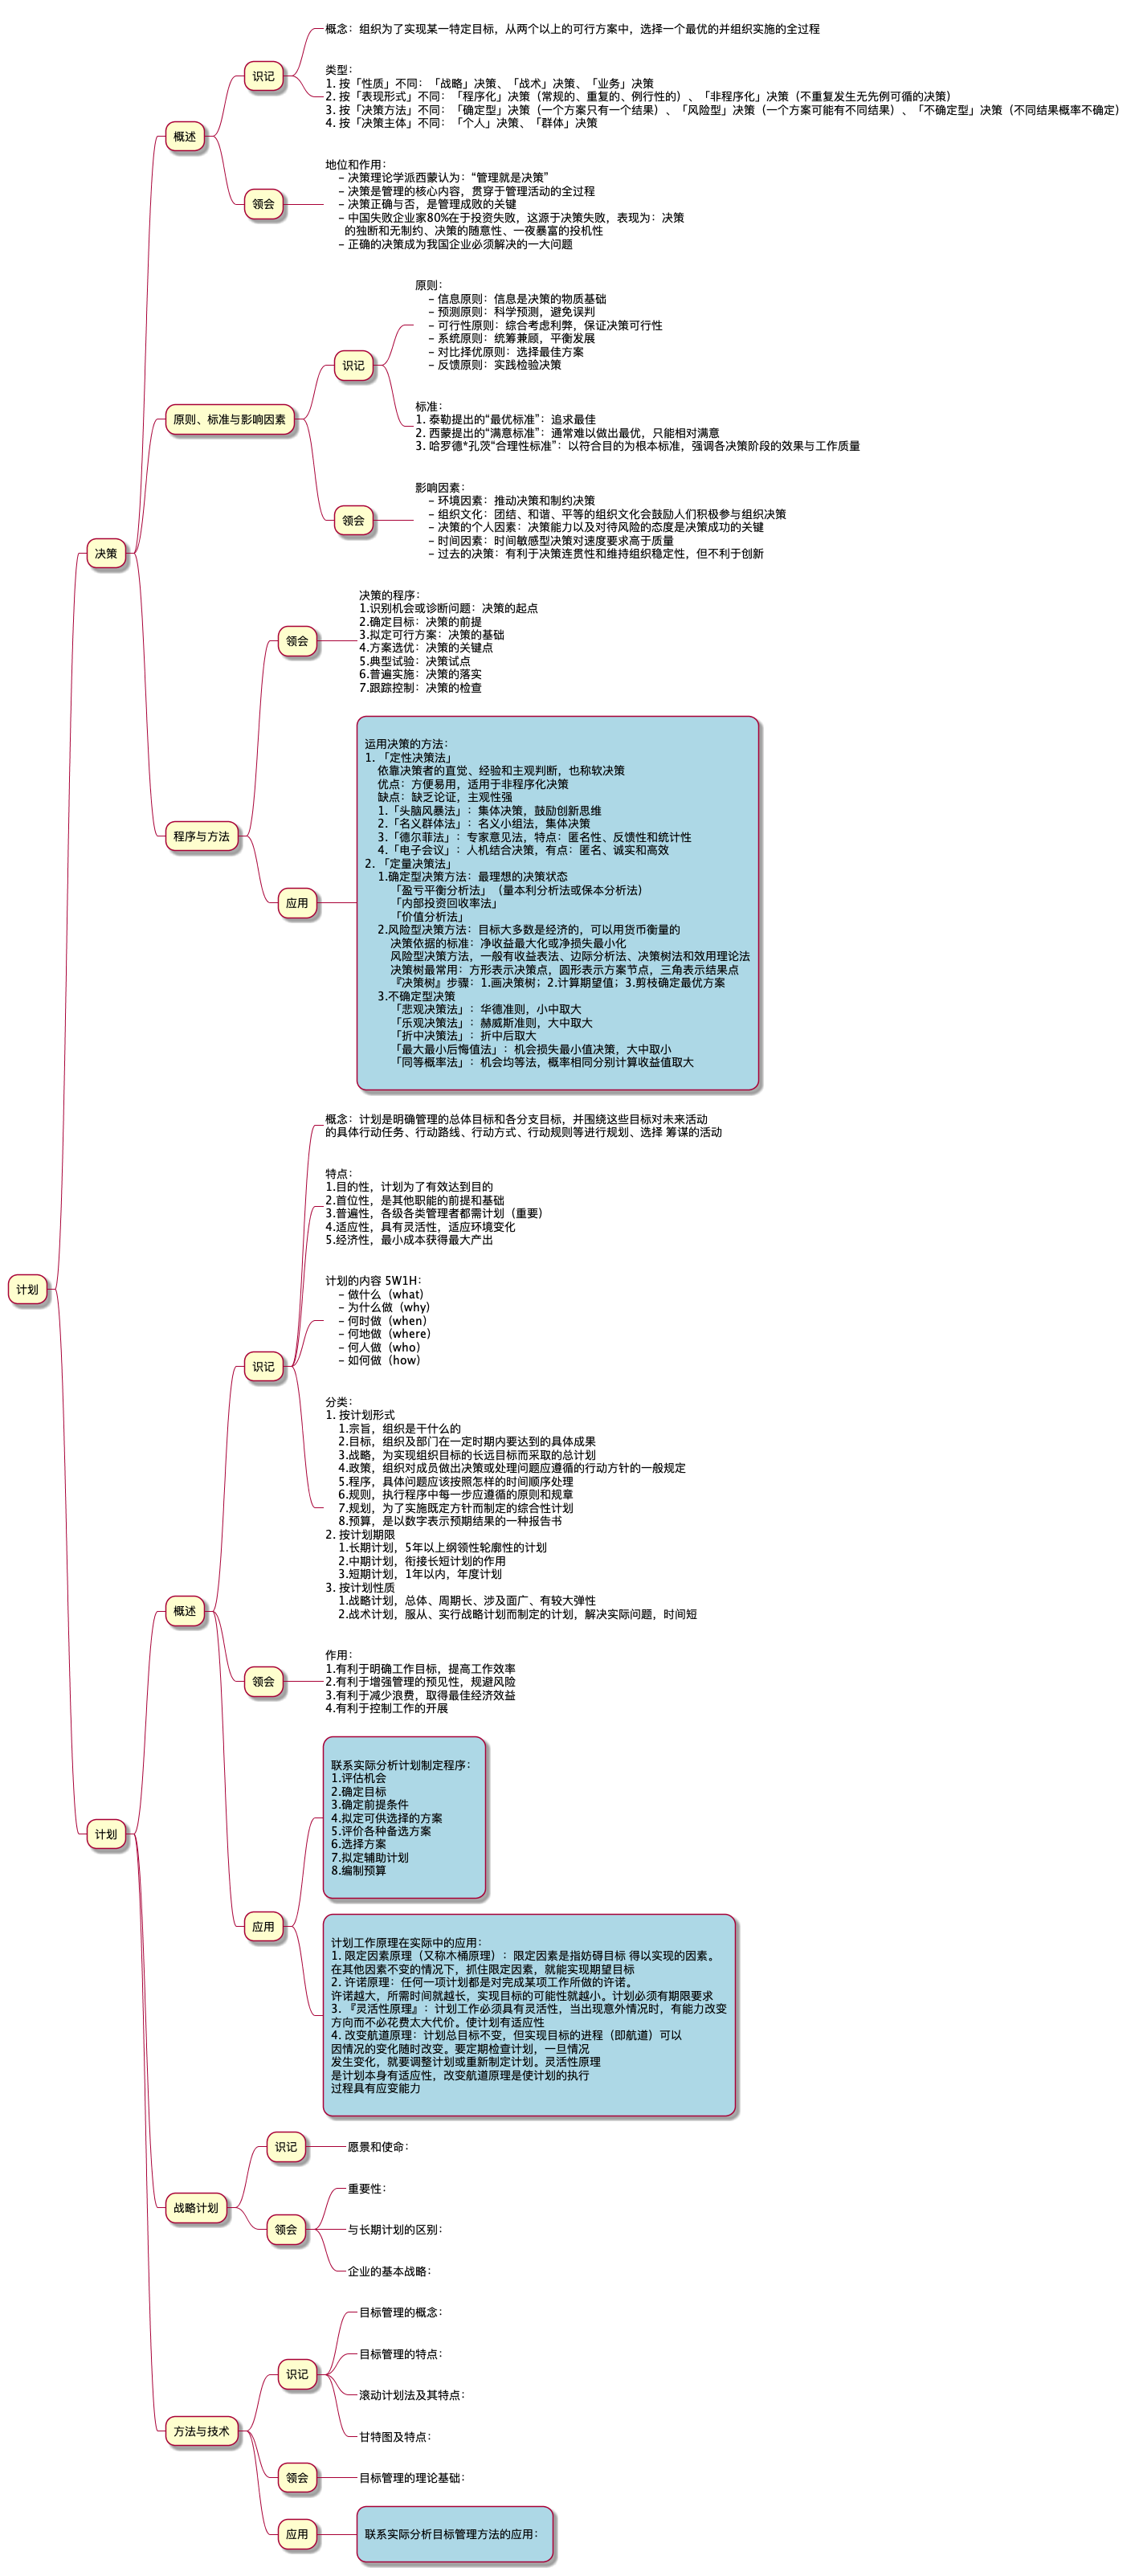 计划
决策
概述
识记
概念：组织为了实现某一特定目标，从两个以上的可行方案中，选择一个最优的并组织实施的全过程
类型：
1. 按「性质」不同：「战略」决策、「战术」决策、「业务」决策
2. 按「表现形式」不同：「程序化」决策（常规的、重复的、例行性的）、「非程序化」决策（不重复发生无先例可循的决策）
3. 按「决策方法」不同：「确定型」决策（一个方案只有一个结果）、「风险型」决策（一个方案可能有不同结果）、「不确定型」决策（不同结果概率不确定）
4. 按「决策主体」不同：「个人」决策、「群体」决策
领会
地位和作用：
– 决策理论学派西蒙认为：“管理就是决策”
– 决策是管理的核心内容，贯穿于管理活动的全过程
– 决策正确与否，是管理成败的关键
– 中国失败企业家80%在于投资失败，这源于决策失败，表现为：决策
的独断和无制约、决策的随意性、一夜暴富的投机性
– 正确的决策成为我国企业必须解决的一大问题
原则、标准与影响因素
识记
原则：
– 信息原则：信息是决策的物质基础
– 预测原则：科学预测，避免误判
– 可行性原则：综合考虑利弊，保证决策可行性
– 系统原则：统筹兼顾，平衡发展
– 对比择优原则：选择最佳方案
– 反馈原则：实践检验决策
标准：
1. 泰勒提出的“最优标准”：追求最佳
2. 西蒙提出的“满意标准”：通常难以做出最优，只能相对满意
3. 哈罗德*孔茨“合理性标准”：以符合目的为根本标准，强调各决策阶段的效果与工作质量
领会
影响因素：
– 环境因素：推动决策和制约决策
– 组织文化：团结、和谐、平等的组织文化会鼓励人们积极参与组织决策
– 决策的个人因素：决策能力以及对待风险的态度是决策成功的关键
– 时间因素：时间敏感型决策对速度要求高于质量
– 过去的决策：有利于决策连贯性和维持组织稳定性，但不利于创新
程序与方法
领会
决策的程序：
1.识别机会或诊断问题：决策的起点
2.确定目标：决策的前提
3.拟定可行方案：决策的基础
4.方案选优：决策的关键点
5.典型试验：决策试点
6.普遍实施：决策的落实
7.跟踪控制：决策的检查
应用
运用决策的方法：
1. 「定性决策法」
依靠决策者的直觉、经验和主观判断，也称软决策
优点：方便易用，适用于非程序化决策
缺点：缺乏论证，主观性强
1.「头脑风暴法」：集体决策，鼓励创新思维
2.「名义群体法」：名义小组法，集体决策
3.「德尔菲法」：专家意见法，特点：匿名性、反馈性和统计性
4.「电子会议」：人机结合决策，有点：匿名、诚实和高效
2. 「定量决策法」
1.确定型决策方法：最理想的决策状态
「盈亏平衡分析法」（量本利分析法或保本分析法）
「内部投资回收率法」
「价值分析法」
2.风险型决策方法：目标大多数是经济的，可以用货币衡量的
决策依据的标准：净收益最大化或净损失最小化
风险型决策方法，一般有收益表法、边际分析法、决策树法和效用理论法
决策树最常用：方形表示决策点，圆形表示方案节点，三角表示结果点
『决策树』步骤：1.画决策树；2.计算期望值；3.剪枝确定最优方案
3.不确定型决策
「悲观决策法」：华德准则，小中取大
「乐观决策法」：赫威斯准则，大中取大
「折中决策法」：折中后取大
「最大最小后悔值法」：机会损失最小值决策，大中取小
「同等概率法」：机会均等法，概率相同分别计算收益值取大
计划
概述
识记
概念：计划是明确管理的总体目标和各分支目标，并围绕这些目标对未来活动
的具体行动任务、行动路线、行动方式、行动规则等进行规划、选择 筹谋的活动
特点：
1.目的性，计划为了有效达到目的
2.首位性，是其他职能的前提和基础
3.普遍性，各级各类管理者都需计划（重要）
4.适应性，具有灵活性，适应环境变化
5.经济性，最小成本获得最大产出
计划的内容 5W1H：
– 做什么（what）
– 为什么做（why）
– 何时做（when）
– 何地做（where）
– 何人做（who）
– 如何做（how）
分类：
1. 按计划形式
1.宗旨，组织是干什么的
2.目标，组织及部门在一定时期内要达到的具体成果
3.战略，为实现组织目标的长远目标而采取的总计划
4.政策，组织对成员做出决策或处理问题应遵循的行动方针的一般规定
5.程序，具体问题应该按照怎样的时间顺序处理
6.规则，执行程序中每一步应遵循的原则和规章
7.规划，为了实施既定方针而制定的综合性计划
8.预算，是以数字表示预期结果的一种报告书
2. 按计划期限
1.长期计划，5年以上纲领性轮廓性的计划
2.中期计划，衔接长短计划的作用
3.短期计划，1年以内，年度计划
3. 按计划性质
1.战略计划，总体、周期长、涉及面广、有较大弹性
2.战术计划，服从、实行战略计划而制定的计划，解决实际问题，时间短
领会
作用：
1.有利于明确工作目标，提高工作效率
2.有利于增强管理的预见性，规避风险
3.有利于减少浪费，取得最佳经济效益
4.有利于控制工作的开展
应用
联系实际分析计划制定程序：
1.评估机会
2.确定目标
3.确定前提条件
4.拟定可供选择的方案
5.评价各种备选方案
6.选择方案
7.拟定辅助计划
8.编制预算
计划工作原理在实际中的应用：
1. 限定因素原理（又称木桶原理）：限定因素是指妨碍目标 得以实现的因素。
在其他因素不变的情况下，抓住限定因素，就能实现期望目标
2. 许诺原理：任何一项计划都是对完成某项工作所做的许诺。
许诺越大，所需时间就越长，实现目标的可能性就越小。计划必须有期限要求
3. 『灵活性原理』：计划工作必须具有灵活性，当出现意外情况时，有能力改变
方向而不必花费太大代价。使计划有适应性
4. 改变航道原理：计划总目标不变，但实现目标的进程（即航道）可以
因情况的变化随时改变。要定期检查计划，一旦情况
发生变化，就要调整计划或重新制定计划。灵活性原理
是计划本身有适应性，改变航道原理是使计划的执行
过程具有应变能力
战略计划
识记
愿景和使命：
领会
重要性：
与长期计划的区别：
企业的基本战略：
方法与技术
识记
目标管理的概念：
目标管理的特点：
滚动计划法及其特点：
甘特图及特点：
领会
目标管理的理论基础：
应用
联系实际分析目标管理方法的应用：